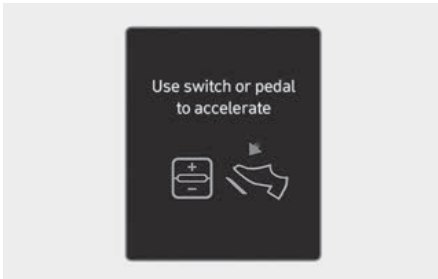 Use switch or pedal
to accelerate
+
−